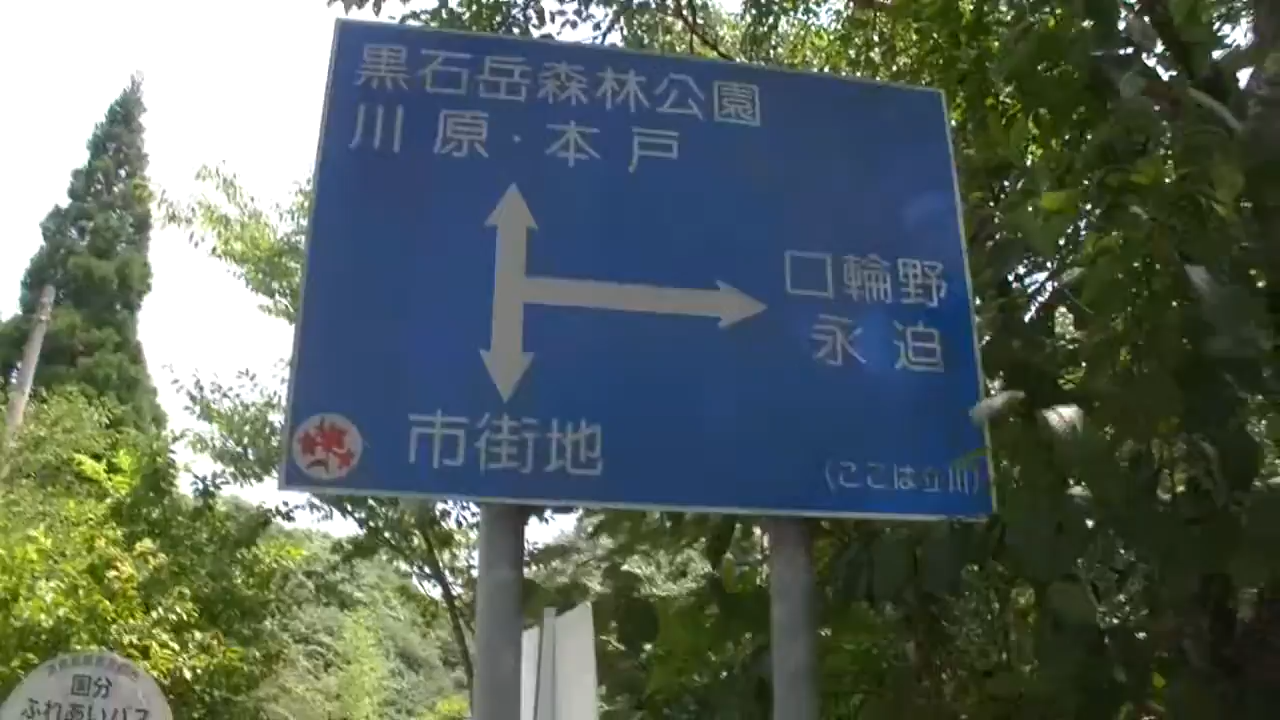 黒石岳森林公園
川原・本戸
口輪野
永迫
市街地
(ここは立川)
国分
ふれあいバス